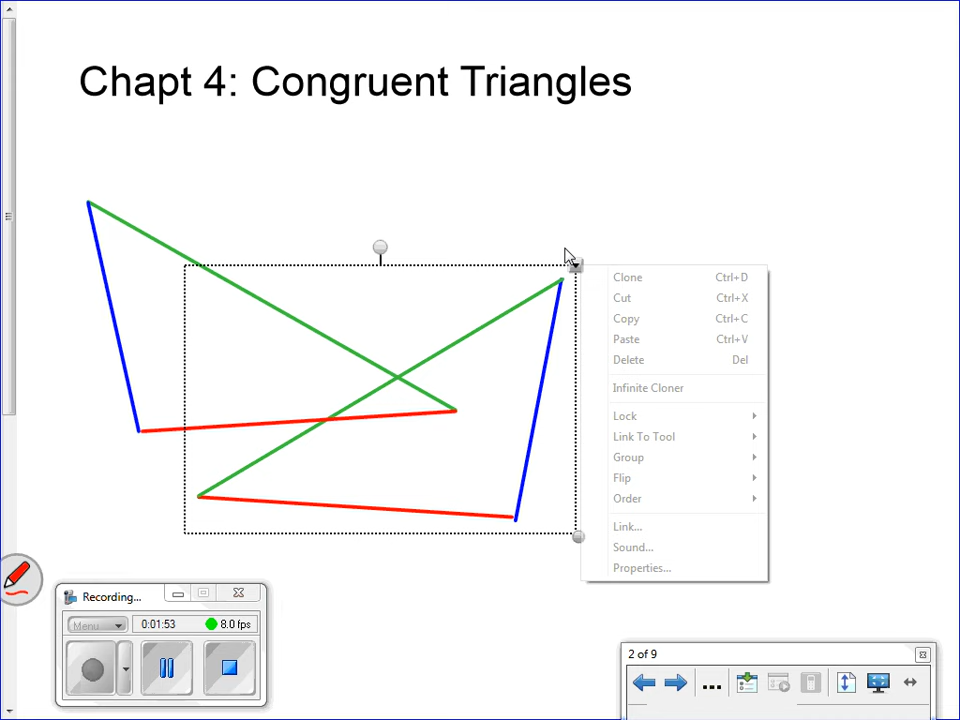 Chapt 4: Congruent Triangles
Clone Ctrl+D
Cut Ctrl+X
Copy Ctrl+C
Paste Ctrl+V
Delete Del
Infinite Cloner
Lock
Link To Tool
Group
Flip
Order
Link...
Sound...
Properties...
Recording...
Menu 0:01:53 8.0 fps
2 of 9